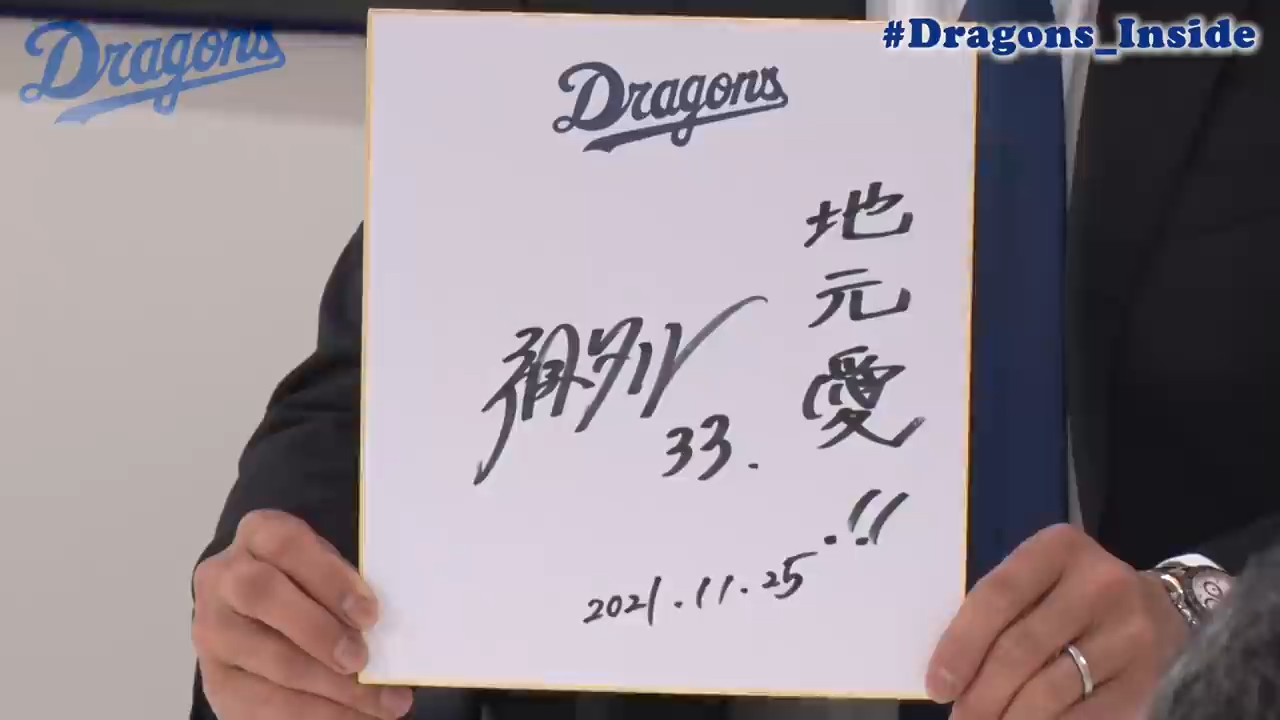 Dragons
#Dragons_Inside
Dragons
地元愛!!
33.
2021.11.25